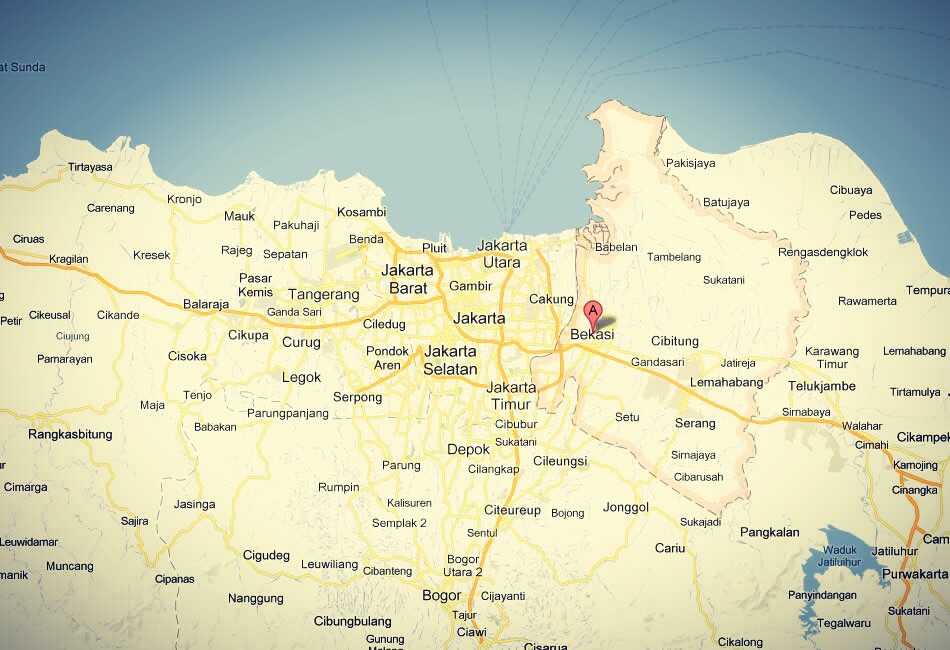 at Sunda
Tirtayasa
Pakisjaya
Cibuaya
Kronjo
Carenang
Batujaya
Kosambi
Mauk
Pedes
Pakuhaji
Ciruas
Benda
Pluit
Jakarta
Utara
Babelan
Kragilan
Kresek
Rajeg
Sepatan
Tambelang
Rengasdengklok
Pasar
Kemis
Jakarta
Barat
Gambir
Sukatani
Tempura
Tangerang
Balaraja
Cakung
Rawamerta
g
Cikeusal
Cikande
Ganda Sari
A
Petir
Ciledug
Jakarta
Bekasi
Ciujung
Cikupa
Curug
Cibitung
Pamarayan
Cisoka
Pondok
Aren
Jakarta
Selatan
Gandasari
Jatireja
Karawang
Timur
Lemahabang
Legok
Lemahabang
Telukjambe
Serpong
Jakarta
Timur
Tirtamulya
J
Maja
Tenjo
Parungpanjang
Sirnabaya
Babakan
Cibubur
Setu
Serang
Walahar
Rangkasbitung
Sukatani
Cikampek
Cimahi
Depok
Sirnajaya
ur
Parung
Cilangkap
Cileungsi
Cibarusah
Kamojing
Cimarga
Rumpin
Cinangka
Jasinga
Kalisuren
Citeureup
Bojong
Jonggol
Sajira
Semplak 2
Sukajadi
Sentul
Pangkalan
Leuwidamar
Cariu
Waduk
Jatiluihur
Jatiluhur
Cam
Cigudeg
Leuwiliang
Bogor
Utara 2
manik
Muncang
Cibanteng
Purwakarta
Cipanas
Bogor
Cijayanti
Panyindangan
Nanggung
Sukatani
Tajur
Cibungbulang
Tegalwaru
Ciawi
Gunung
Cisarua
Cikalong